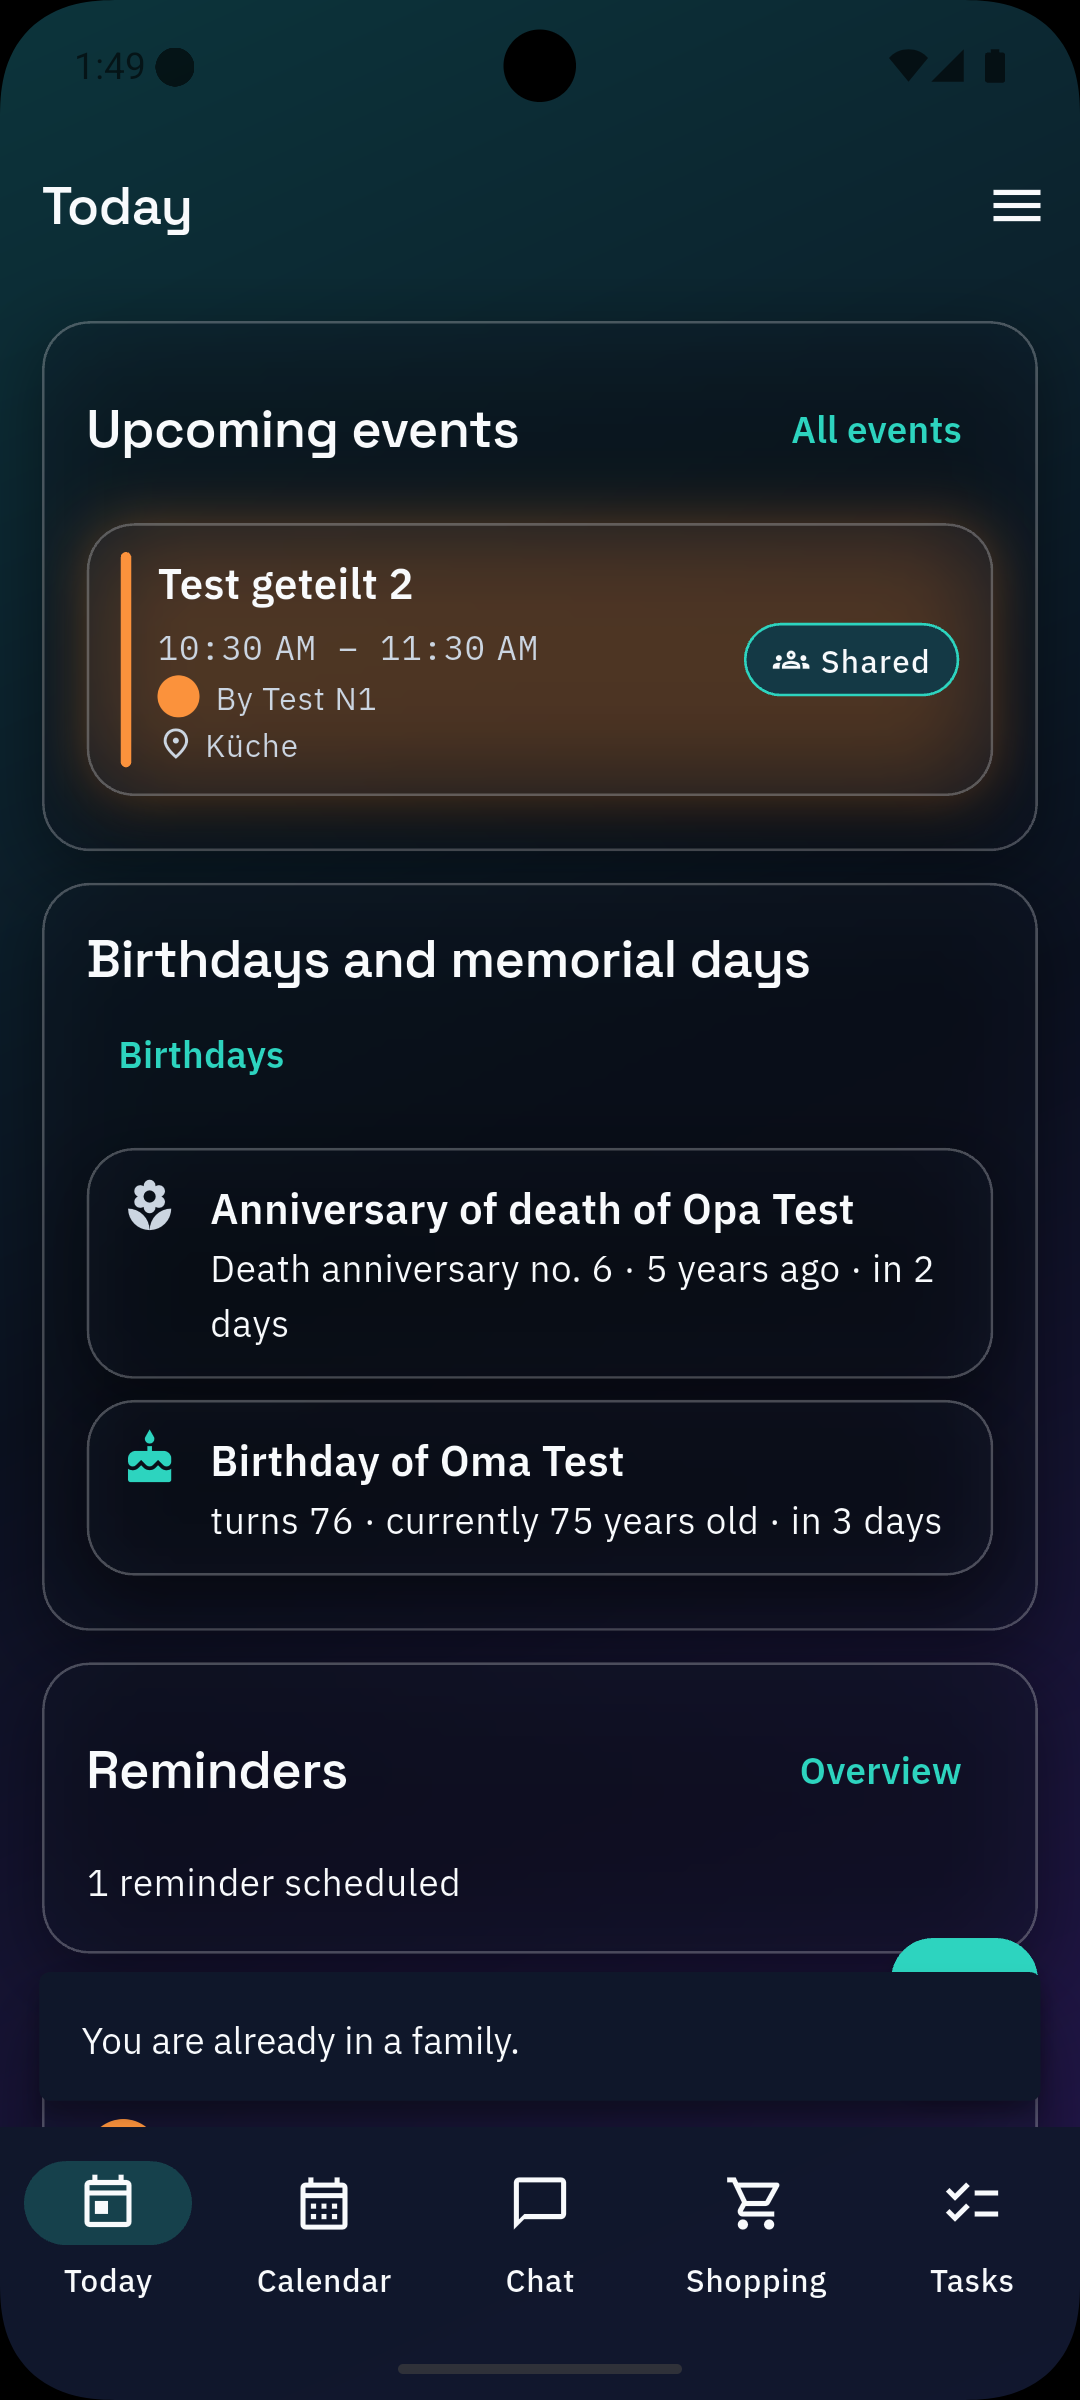 1:49
Today
Upcoming events
All events
Test geteilt 2
10:30 AM – 11:30 AM
By Test N1
Küche
Shared
Birthdays and memorial days
Birthdays
Anniversary of death of Opa Test
Death anniversary no. 6 · 5 years ago · in 2
days
Birthday of Oma Test
turns 76 · currently 75 years old · in 3 days
Reminders
Overview
1 reminder scheduled
You are already in a family.
Today
Calendar
Chat
Shopping
Tasks